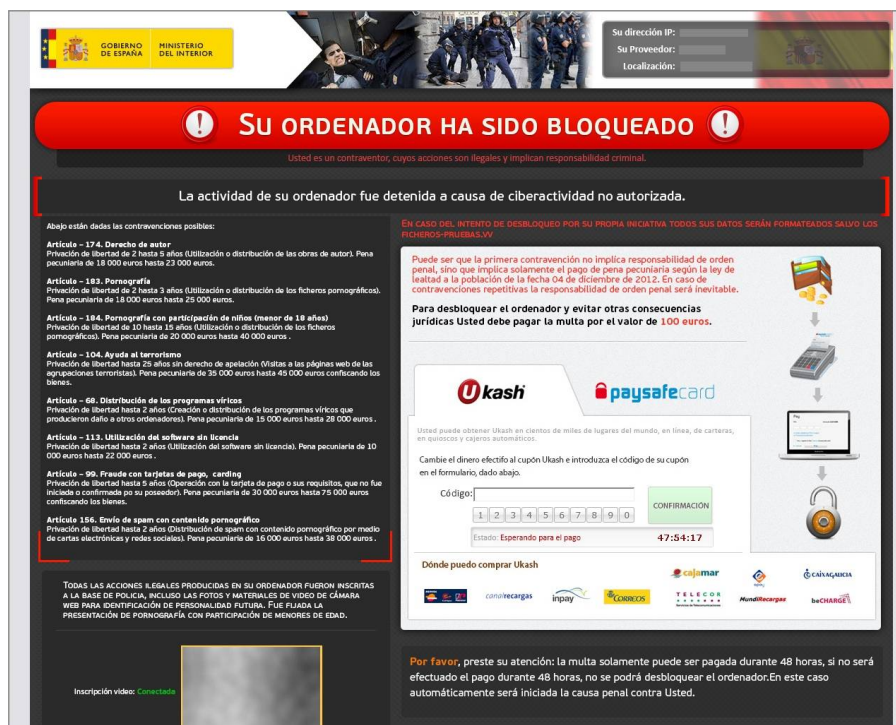 GOBIERNO
DE ESPAÑA
MINISTERIO
DEL INTERIOR
Su dirección IP:
Su Proveedor:
Localización:
SU ORDENADOR HA SIDO BLOQUEADO
Usted es un contraventor, cuyos acciones son ilegales y implican responsabilidad criminal.
La actividad de su ordenador fue detenida a causa de ciberactividad no autorizada.
Abajo están dadas las contravenciones posibles:
Artículo – 174. Derecho de autor
Privación de libertad de 2 hasta 5 años (Utilización o distribución de las obras de autor). Pena
pecuniaria de 18 000 euros hasta 23 000 euros.
Artículo – 183. Pornografía
Privación de libertad de 2 hasta 3 años (Utilización o distribución de los ficheros pornográficos).
Pena pecuniaria de 18 000 euros hasta 25 000 euros.
Artículo – 184. Pornografía con participación de niños (menor de 18 años)
Privación de libertad de 10 hasta 15 años (Utilización o distribución de los ficheros
pornográficos). Pena pecuniaria de 20 000 euros hasta 40 000 euros .
Artículo – 104. Ayuda al terrorismo
Privación de libertad hasta 25 años sin derecho de apelación (Visitas a las páginas web de las
agrupaciones terroristas). Pena pecuniaria de 35 000 euros hasta 45 000 euros confiscando los
bienes.
Artículo – 68. Distribución de los programas víricos
Privación de libertad hasta 2 años (Creación o distribución de los programas víricos que
produrieron daño a otros ordenadores). Pena pecuniaria de 15 000 euros hasta 28 000 euros .
Artículo – 113. Utilización del software sin licencia
Privación de libertad hasta 2 años (Utilización del software sin licencia). Pena pecuniaria de 10
000 euros hasta 22 000 euros .
Artículo – 99. Fraude con tarjetas de pago, carding
Privación de libertad hasta 5 años (Operación con la tarjeta de pago o sus requisitos, que no fue
iniciada o confirmada po su poseedor). Pena pecuniaria de 30 000 euros hasta 75 000 euros
confiscando los bienes.
Artículo 156. Envío de spam con contenido pornográfico
Privación de libertad hasta 2 años (Distribución de spam con contenido pornográfico por medio
de cartas electrónicas y redes sociales). Pena pecuniaria de 16 000 euros hasta 38 000 euros .
TODAS LAS ACCIONES ILEGALES PRODUCIDAS EN SU ORDENADOR FUERON INSCRITAS
A LA BASE DE POLICIA, INCLUSO LAS FOTOS Y MATERIALES DE VIDEO DE CÁMARA
WEB PARA IDENTIFICACIÓN DE PERSONALIDAD FUTURA. FUE FIJADA LA
PRESENTACIÓN DE PORNOGRAFÍA CON PARTICIPACIÓN DE MENORES DE EDAD.
Inscripción video: Conectada
EN CASO DEL INTENTO DE DESBLOQUEO POR SU PROPIA INICIATIVA TODOS SUS DATOS SERÁN FORMATEADOS SALVO LOS
FICHEROS-PRUEBAS.VV
Puede ser que la primera contravención no implica responsabilidad de orden
penal, sino que implica solamente el pago de pena pecuniaria según la ley de
lealtad a la población de la fecha 04 de diciembre de 2012. En caso de
contravenciones repetitivas la responsabilidad de orden penal será inevitable.
Para desbloquear el ordenador y evitar otras consecuencias
jurídicas Usted debe pagar la multa por el valor de 100 euros.
Ukash
paysafecard
Usted puede obtener Ukash en cientos de miles de lugares del mundo, en línea, de carteras,
en quioscos y cajeros automáticos.
Cambie el dinero efectifo al cupón Ukash e introduzca el código de su cupón
en el formulario, dado abajo.
Código:
1 2 3 4 5 6 7 8 9 0
CONFIRMACIÓN
Estado: Esperando para el pago
47:54:17
Dónde puedo comprar Ukash
cajamar
CAIXAGALICIA
canalrecargas
inpay
CORREOS
TELECOR
MundiRecargas
beCHARGE
Por favor, preste su atención: la multa solamente puede ser pagada durante 48 horas, si no será
efectuado el pago durante 48 horas, no se podrá desbloquear el ordenador.En este caso
automáticamente será iniciada la causa penal contra Usted.